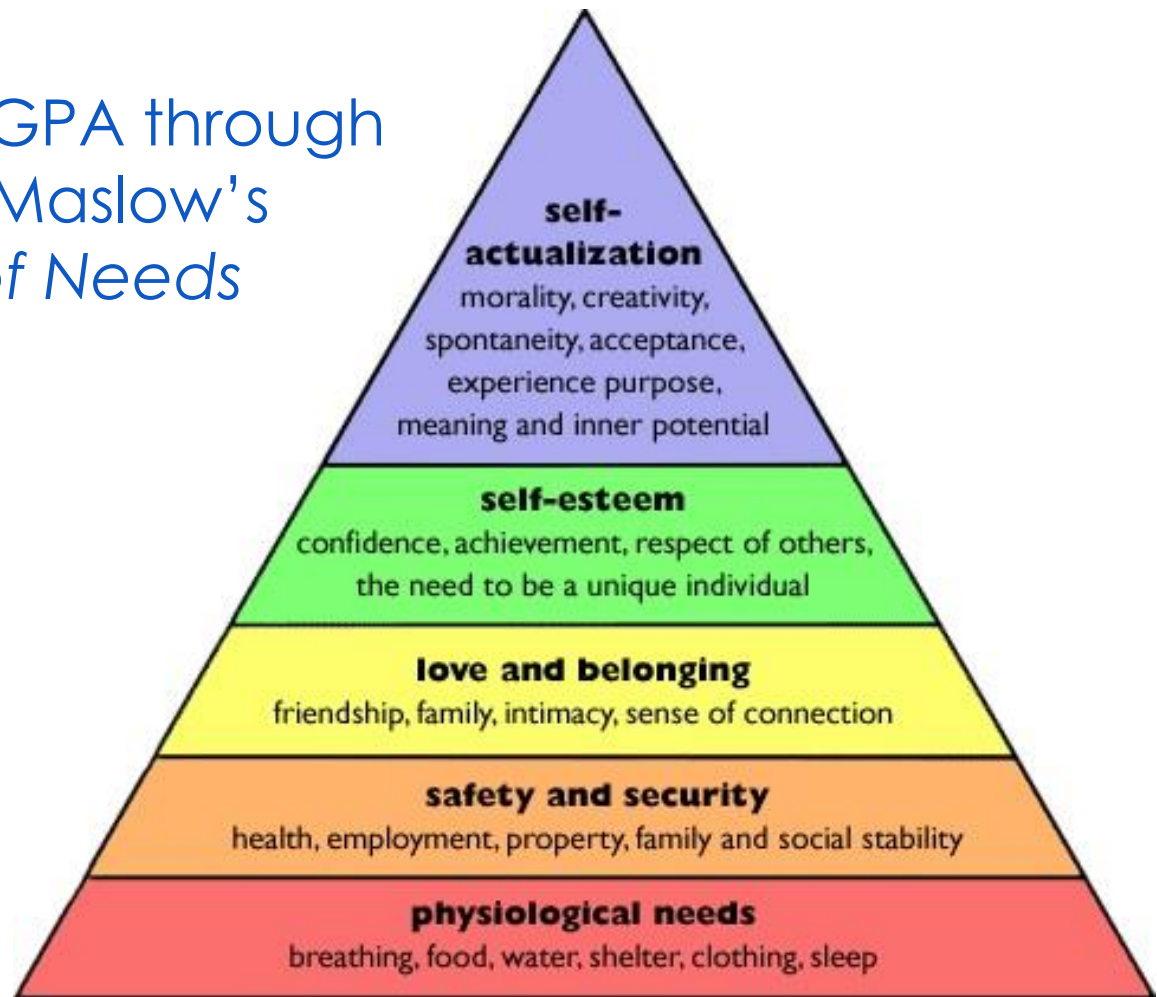 GPA through
Maslow's
of Needs
self-
actualization
morality, creativity,
spontaneity, acceptance,
experience purpose,
meaning and inner potential
self-esteem
confidence, achievement, respect of others,
the need to be a unique individual
love and belonging
friendship, family, intimacy, sense of connection
safety and security
health, employment, property, family and social stability
physiological needs
breathing, food, water, shelter, clothing, sleep